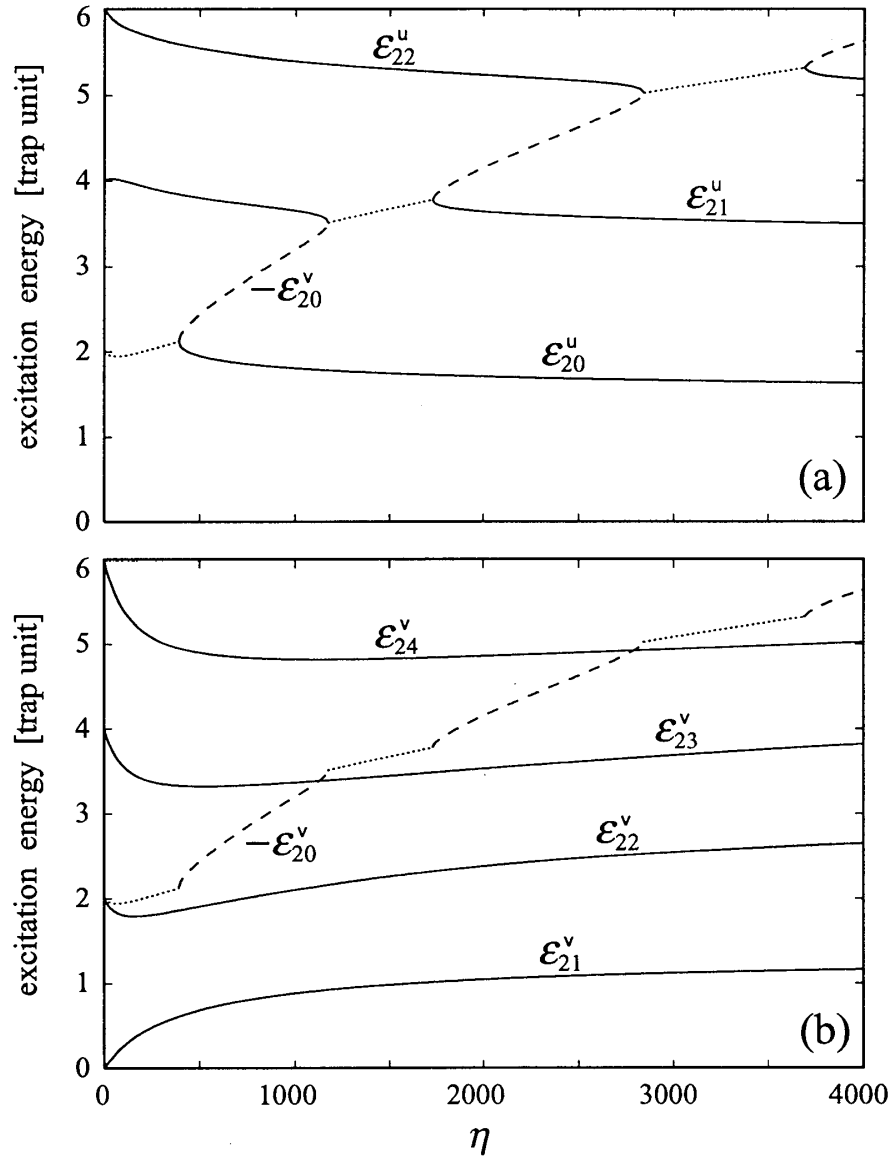 6
5
4
3
2
1
0
excitation energy [trap unit]
ε₂₂ᵘ
ε₂₁ᵘ
−ε₂₀ᵛ
ε₂₀ᵘ
(a)
6
5
4
3
2
1
0
excitation energy [trap unit]
ε₂₄ᵛ
ε₂₃ᵛ
ε₂₂ᵛ
−ε₂₀ᵛ
ε₂₁ᵛ
(b)
0 1000 2000 3000 4000
η